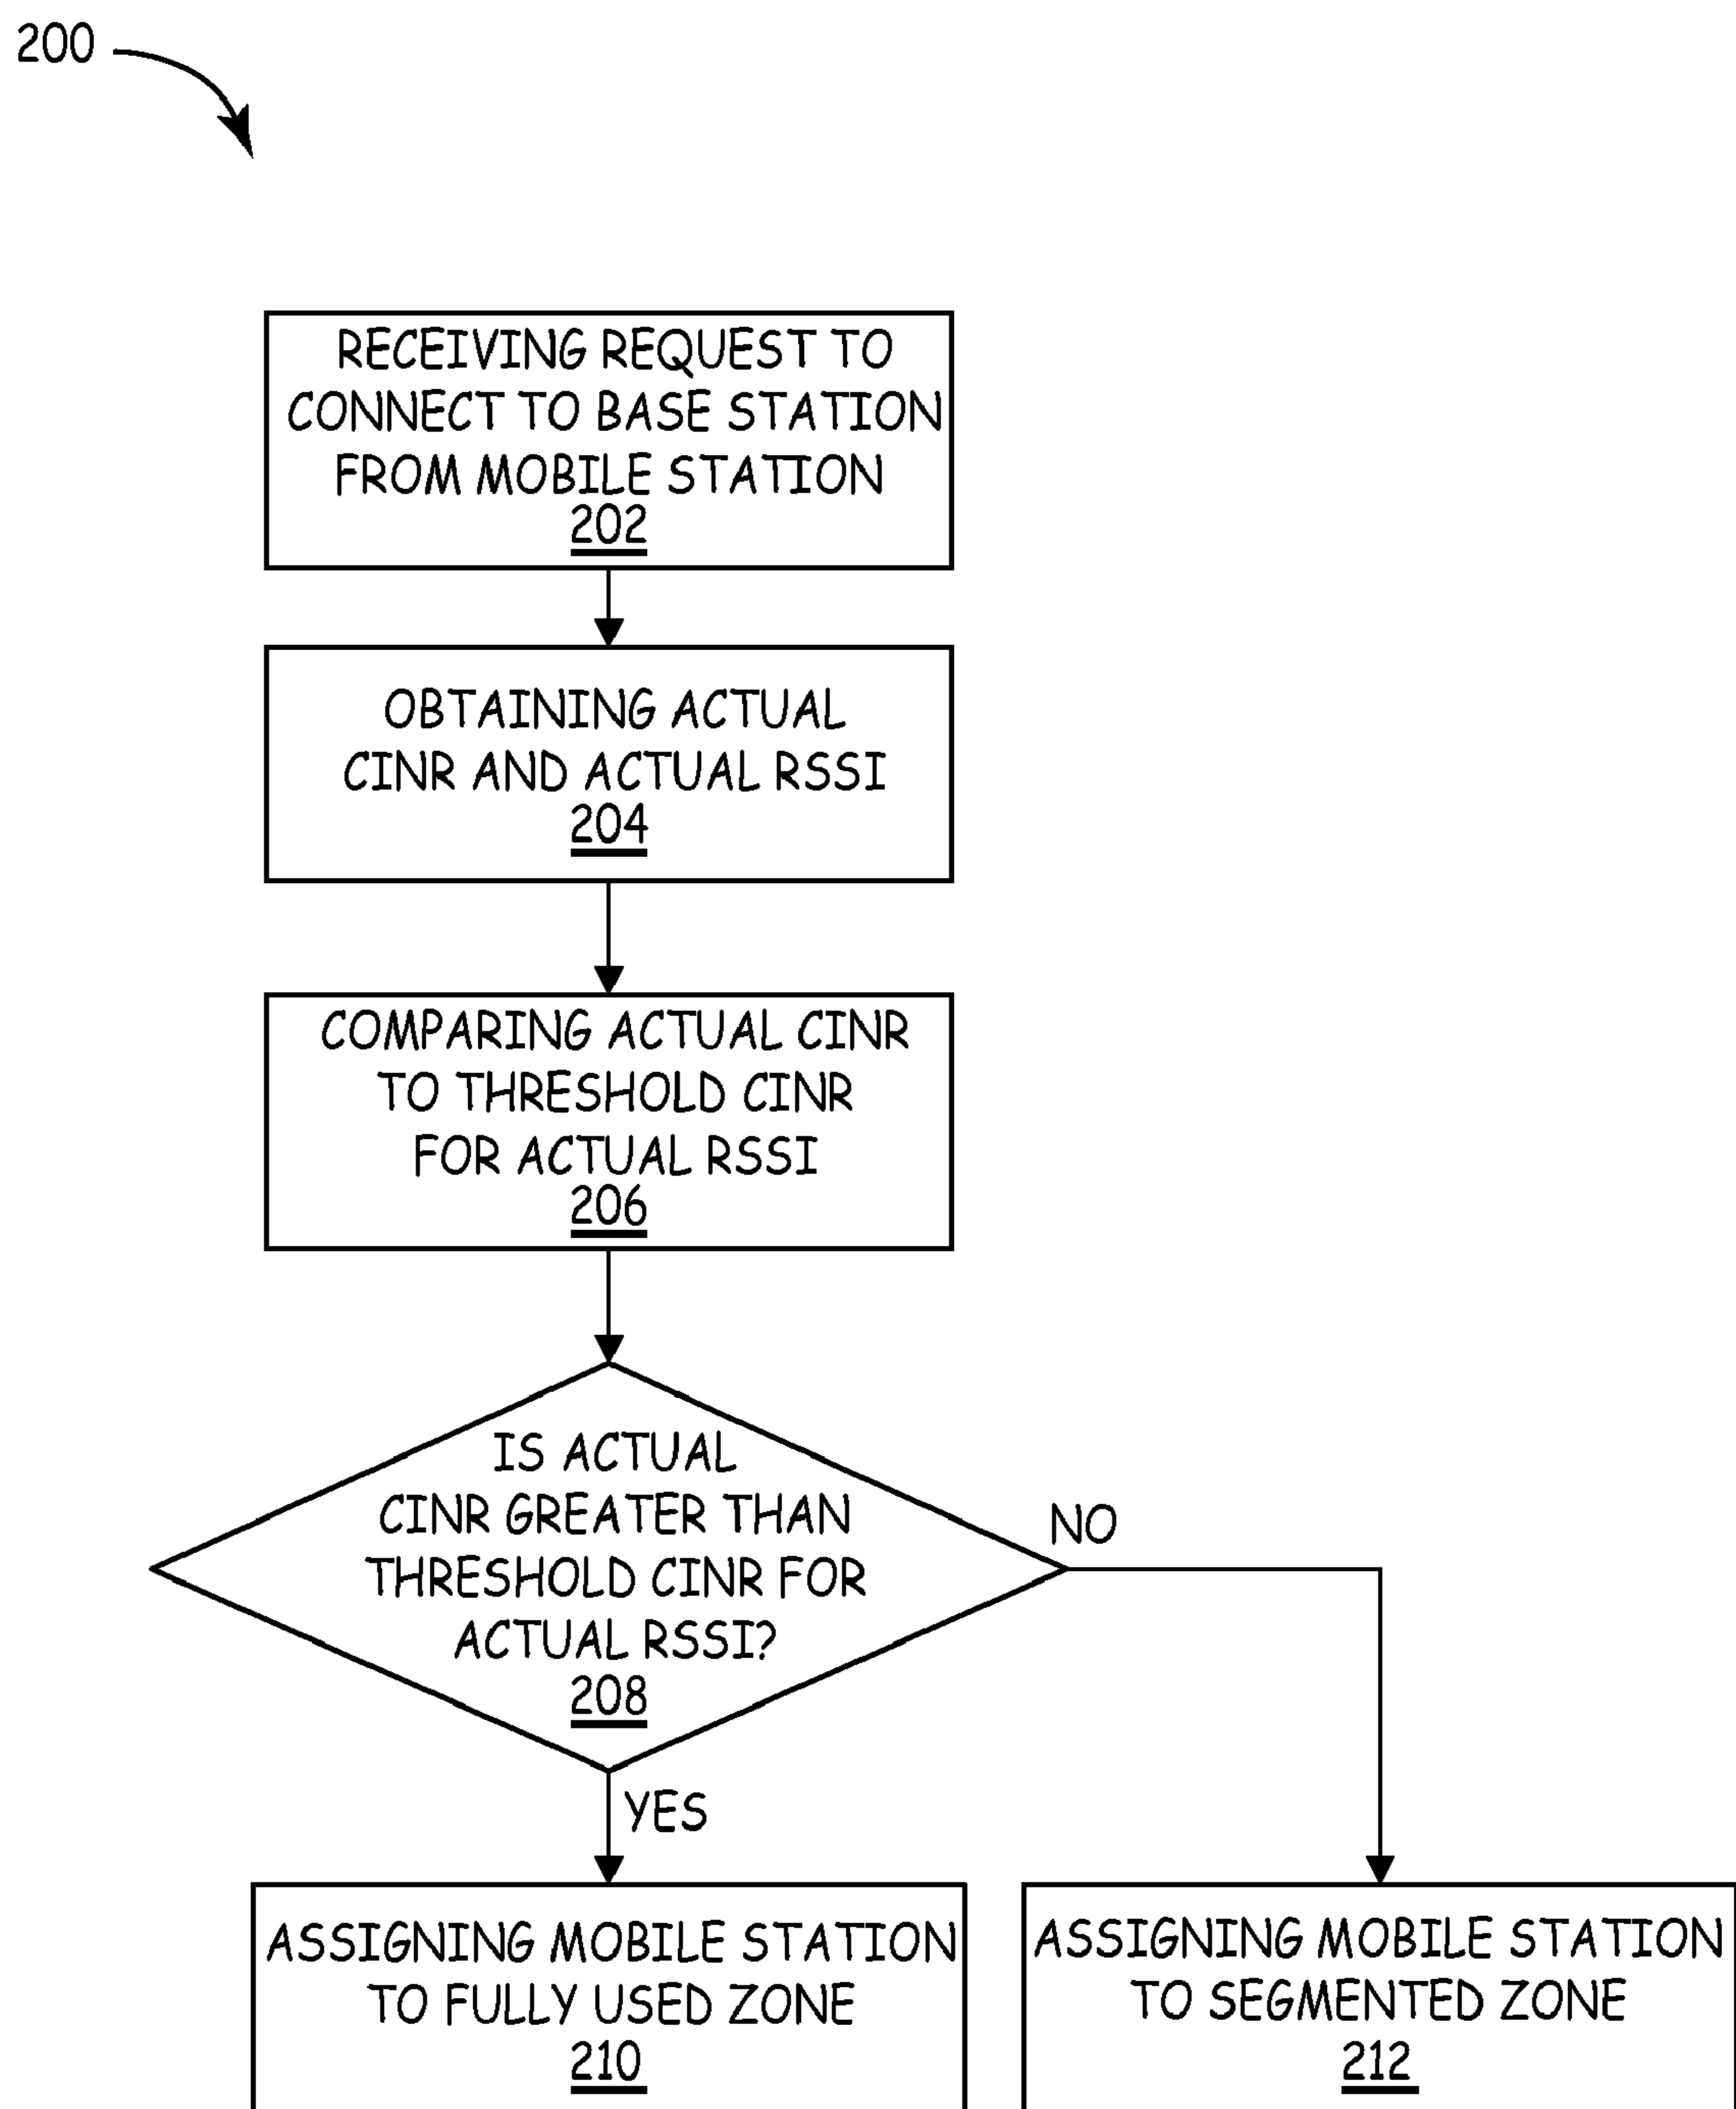 200
RECEIVING REQUEST TO
CONNECT TO BASE STATION
FROM MOBILE STATION
202
OBTAINING ACTUAL
CINR AND ACTUAL RSSI
204
COMPARING ACTUAL CINR
TO THRESHOLD CINR
FOR ACTUAL RSSI
206
IS ACTUAL
CINR GREATER THAN
THRESHOLD CINR FOR
ACTUAL RSSI?
208
NO
YES
ASSIGNING MOBILE STATION
TO FULLY USED ZONE
210
ASSIGNING MOBILE STATION
TO SEGMENTED ZONE
212